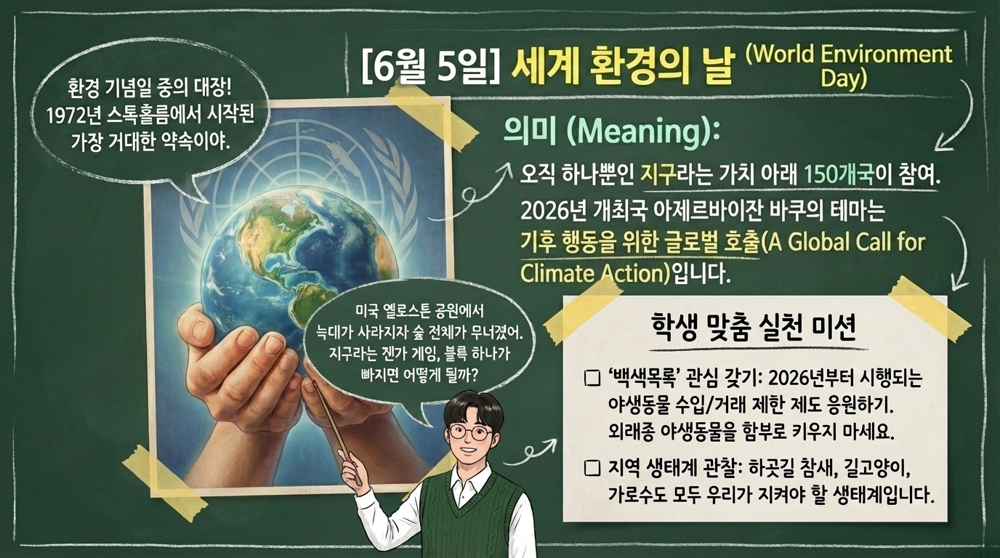 [6월 5일] 세계 환경의 날 (World Environment
Day)
환경 기념일 중의 대장!
1972년 스톡홀름에서 시작된
가장 거대한 약속이야.
의미 (Meaning):
오직 하나뿐인 지구라는 가치 아래 150개국이 참여.
2026년 개최국 아제르바이잔 바쿠의 테마는
기후 행동을 위한 글로벌 호출(A Global Call for
Climate Action)입니다.
미국 옐로스톤 공원에서
늑대가 사라지자 숲 전체가 무너졌어.
지구라는 젠가 게임, 블록 하나가
빠지면 어떻게 될까?
학생 맞춤 실천 미션
‘백색목록’ 관심 갖기: 2026년부터 시행되는
야생동물 수입/거래 제한 제도 응원하기.
외래종 야생동물을 함부로 키우지 마세요.
지역 생태계 관찰: 하굣길 참새, 길고양이,
가로수도 모두 우리가 지켜야 할 생태계입니다.